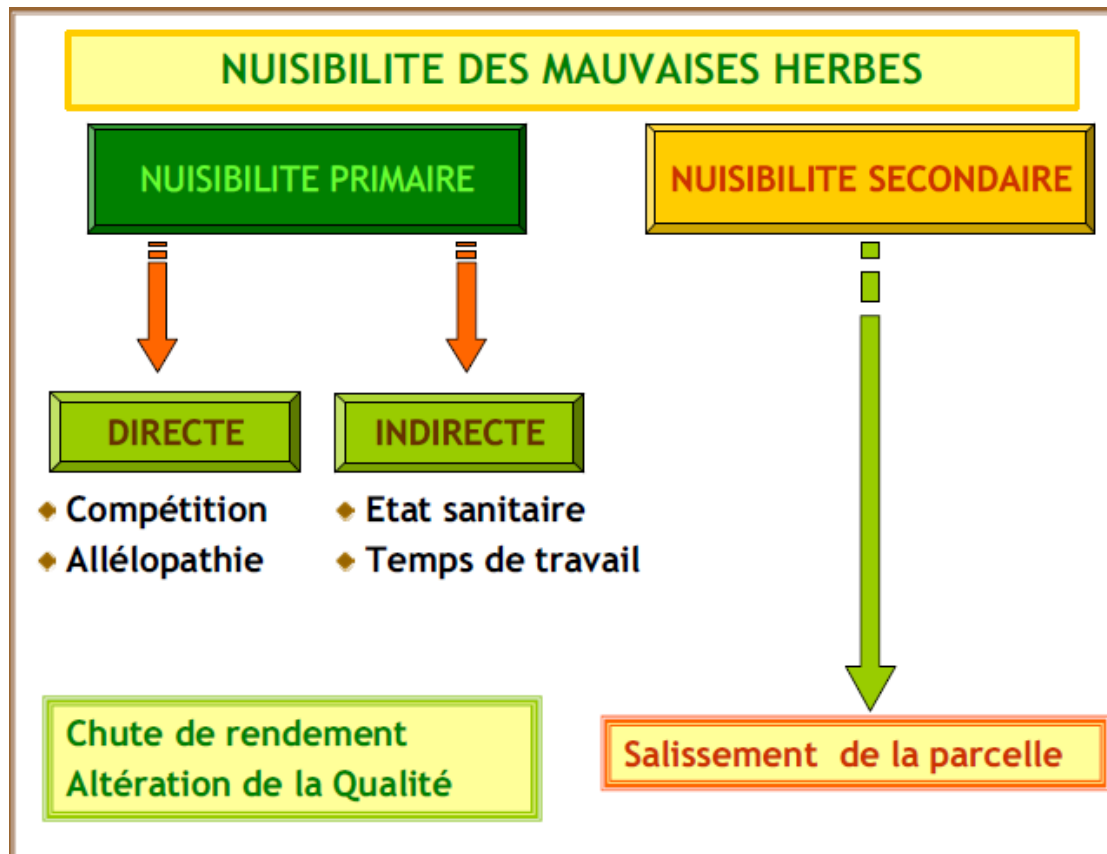 NUISIBILITE DES MAUVAISES HERBES
NUISIBILITE PRIMAIRE
NUISIBILITE SECONDAIRE
DIRECTE
INDIRECTE
Compétition
Allélopathie
Etat sanitaire
Temps de travail
Chute de rendement
Altération de la Qualité
Salissement de la parcelle